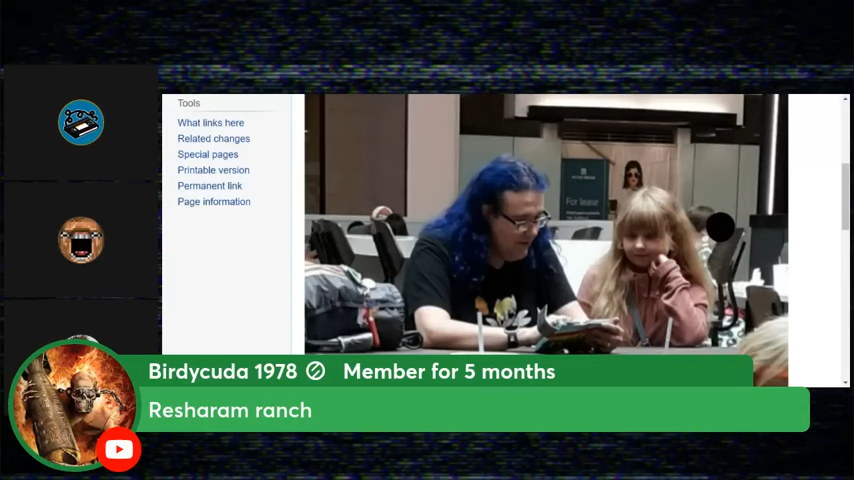 Tools
What links here
Related changes
Special pages
Printable version
Permanent link
Page information
For lease
Birdycuda 1978 Member for 5 months
Resharam ranch